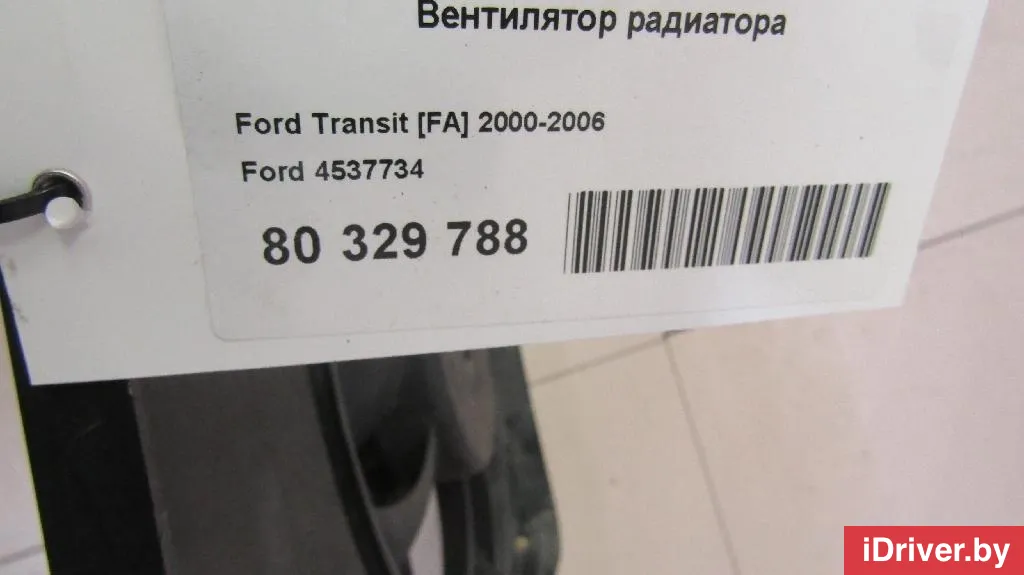 Вентилятор радиатора
Ford Transit [FA] 2000-2006
Ford 4537734
80 329 788
iDriver.by